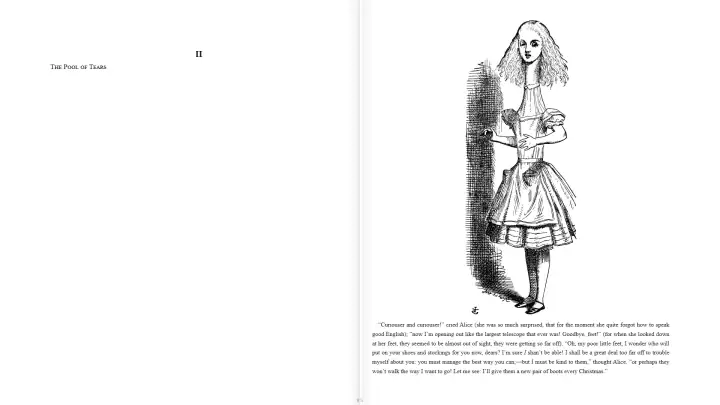 II
The Pool of Tears
“Curiouser and curiouser!” cried Alice (she was so much surprised, that for the moment she quite forgot how to speak
good English); “now I’m opening out like the largest telescope that ever was! Goodbye, feet!” (for when she looked down
at her feet, they seemed to be almost out of sight, they were getting so far off). “Oh, my poor little feet, I wonder who will
put on your shoes and stockings for you now, dears? I’m sure I shan’t be able! I shall be a great deal too far off to trouble
myself about you: you must manage the best way you can;—but I must be kind to them,” thought Alice, “or perhaps they
won’t walk the way I want to go! Let me see: I’ll give them a new pair of boots every Christmas.”